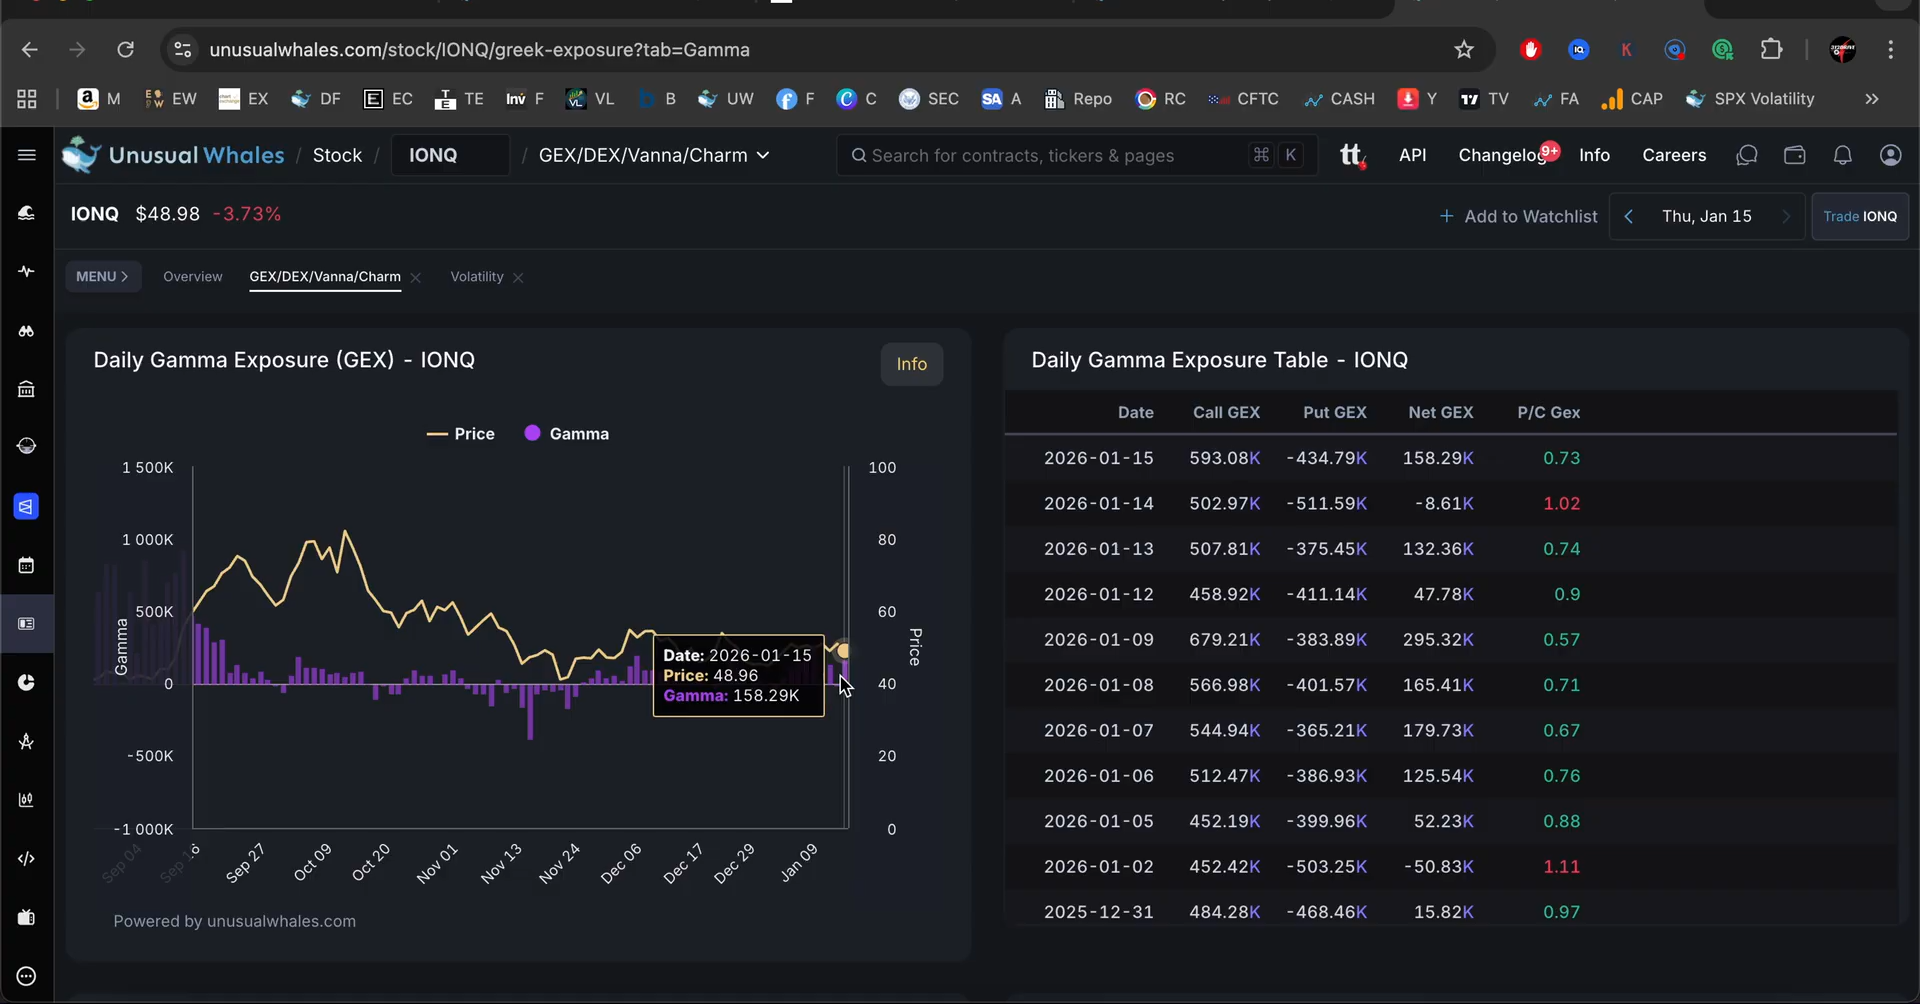 unusualwhales.com/stock/IONQ/greek-exposure?tab=Gamma
M EW EX DF EC TE Inv F VL B UW F C SEC SA A Repo RC CFTC CASH Y TV FA CAP SPX Volatility »
Unusual Whales / Stock / IONQ / GEX/DEX/Vanna/Charm Search for contracts, tickers & pages ⌘ K tt API Changelog 9+ Info Careers
IONQ $48.98 -3.73% + Add to Watchlist Thu, Jan 15 Trade IONQ
MENU Overview GEX/DEX/Vanna/Charm Volatility
Daily Gamma Exposure (GEX) - IONQ
Info
Price Gamma
1 500K
1 000K
500K
0
-500K
-1 000K
Gamma
100
80
60
40
20
0
Price
Date: 2026-01-15
Price: 48.96
Gamma: 158.29K
Sep 04 Sep 16 Sep 27 Oct 09 Oct 20 Nov 01 Nov 13 Nov 24 Dec 06 Dec 17 Dec 29 Jan 09
Powered by unusualwhales.com
Daily Gamma Exposure Table - IONQ
Date Call GEX Put GEX Net GEX P/C Gex
2026-01-15 593.08K -434.79K 158.29K 0.73
2026-01-14 502.97K -511.59K -8.61K 1.02
2026-01-13 507.81K -375.45K 132.36K 0.74
2026-01-12 458.92K -411.14K 47.78K 0.9
2026-01-09 679.21K -383.89K 295.32K 0.57
2026-01-08 566.98K -401.57K 165.41K 0.71
2026-01-07 544.94K -365.21K 179.73K 0.67
2026-01-06 512.47K -386.93K 125.54K 0.76
2026-01-05 452.19K -399.96K 52.23K 0.88
2026-01-02 452.42K -503.25K -50.83K 1.11
2025-12-31 484.28K -468.46K 15.82K 0.97